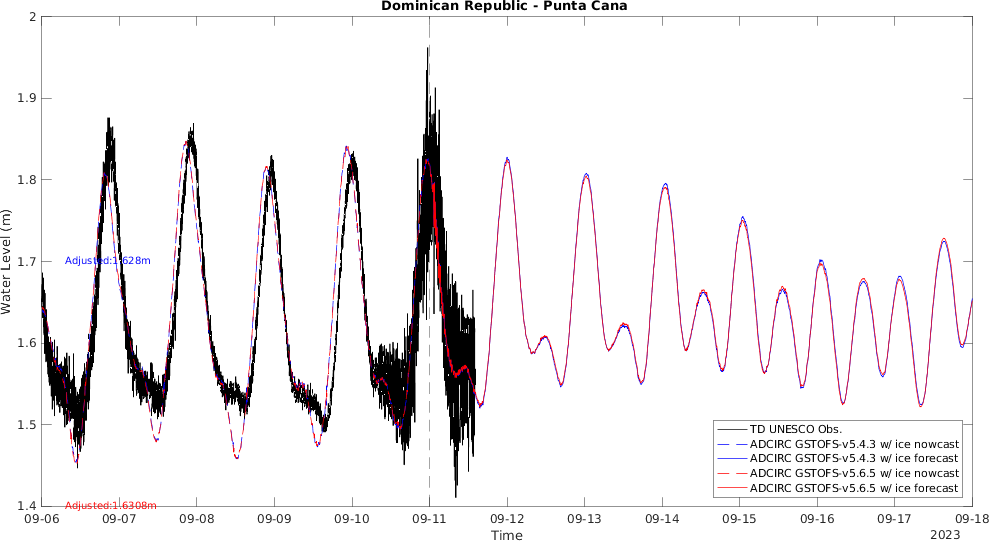 Dominican Republic - Punta Cana
2
1.9
1.8
1.7
1.6
1.5
1.4
Water Level (m)
Adjusted:1.628m
Adjusted:1.6308m
TD UNESCO Obs.
ADCIRC GSTOFS-v5.4.3 w/ ice nowcast
ADCIRC GSTOFS-v5.4.3 w/ ice forecast
ADCIRC GSTOFS-v5.6.5 w/ ice nowcast
ADCIRC GSTOFS-v5.6.5 w/ ice forecast
09-06 09-07 09-08 09-09 09-10 09-11 09-12 09-13 09-14 09-15 09-16 09-17 09-18
Time
2023